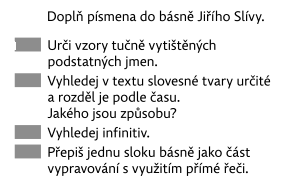 Doplň písmena do básně Jiřího Slívy.
Urči vzory tučně vytištěných
podstatných jmen.
Vyhledej v textu slovesné tvary určité
a rozděl je podle času.
Jakého jsou způsobu?
Vyhledej infinitiv.
Přepiš jednu sloku básně jako část
vypravování s využitím přímé řeči.